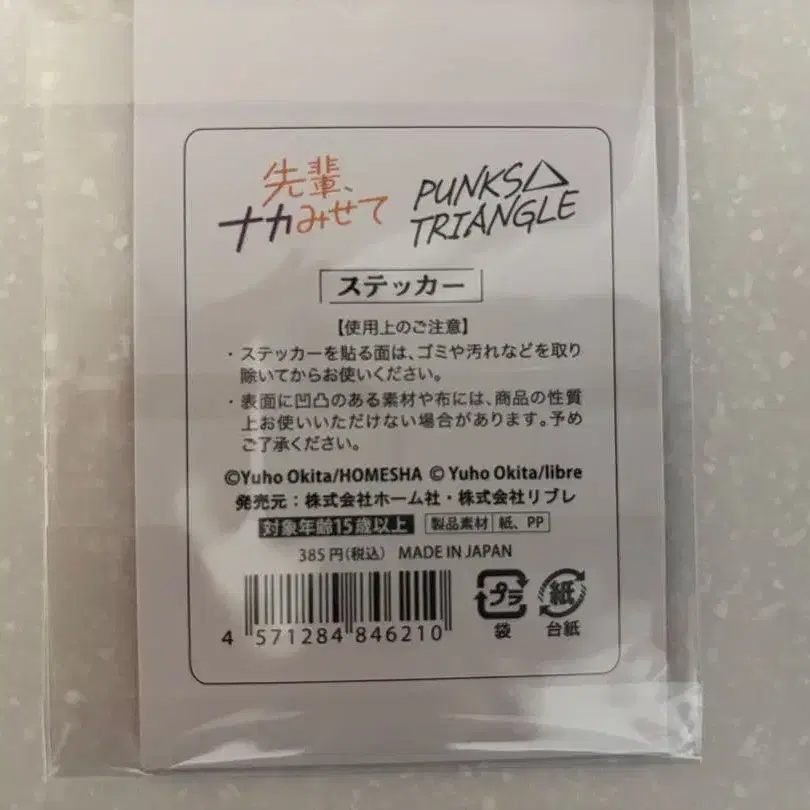 先輩、
ナカみせて
PUNKS△
TRIANGLE
ステッカー
【使用上のご注意】
・ステッカーを貼る面は、ゴミや汚れなどを取り
除いてからお使いください。
・表面に凹凸のある素材や布には、商品の性質
上お使いいただけない場合があります。予め
ご了承ください。
©Yuho Okita/HOMESHA © Yuho Okita/libre
発売元：株式会社ホーム社・株式会社リブレ
対象年齢15歳以上 製品素材 紙、PP
385円（税込） MADE IN JAPAN
4 571284 846210
プラ 紙
袋 台紙